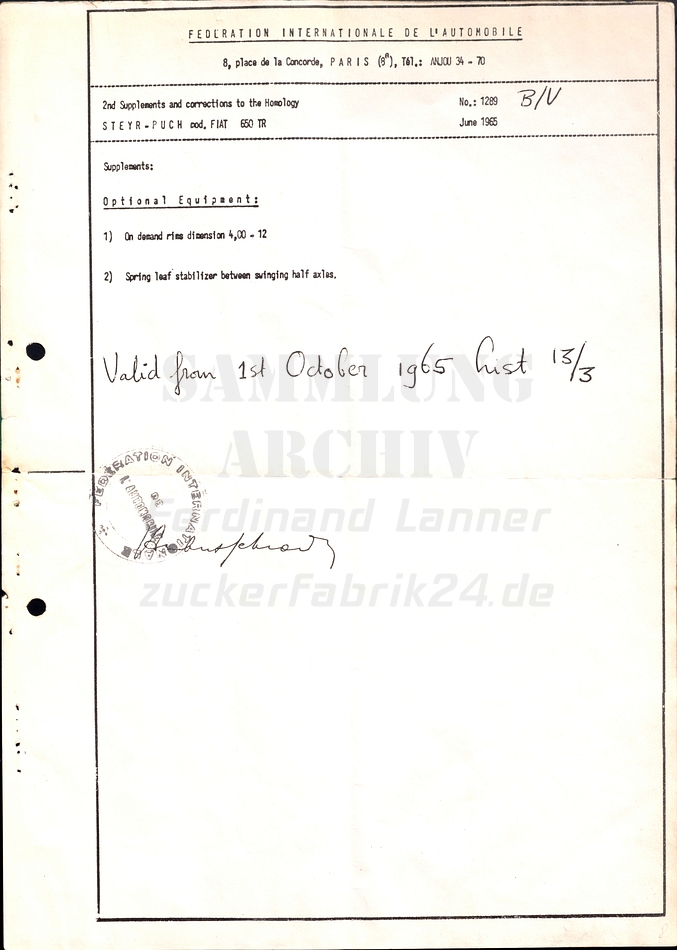 FEDERATION INTERNATIONALE DE L'AUTOMOBILE
8, place de la Concorde, PARIS (8e), Tél.: ANJOU 34 - 70
2nd Supplements and corrections to the Homology
No.: 1289 B/V
STEYR-PUCH cod. FIAT 650 TR
June 1965
Supplements:
Optional Equipment:
1) On demand rims dimension 4,00 - 12
2) Spring leaf stabilizer between swinging half axles.
Valid from 1st October 1965 List 13/3
SAMMLUNG
ARCHIV
FEDERATION INTERNATI
DE
Ferdinand Lanner
zuckerfabrik24.de